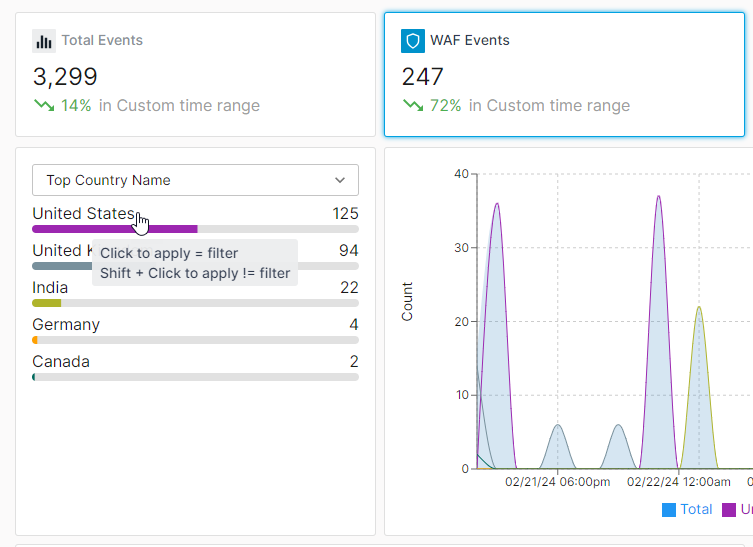 Total Events
3,299
14% in Custom time range
WAF Events
247
72% in Custom time range
Top Country Name
United States 125
United 94
Click to apply = filter
Shift + Click to apply != filter
India 22
Germany 4
Canada 2
Count
40
30
20
10
0
02/21/24 06:00pm
02/22/24 12:00am
Total